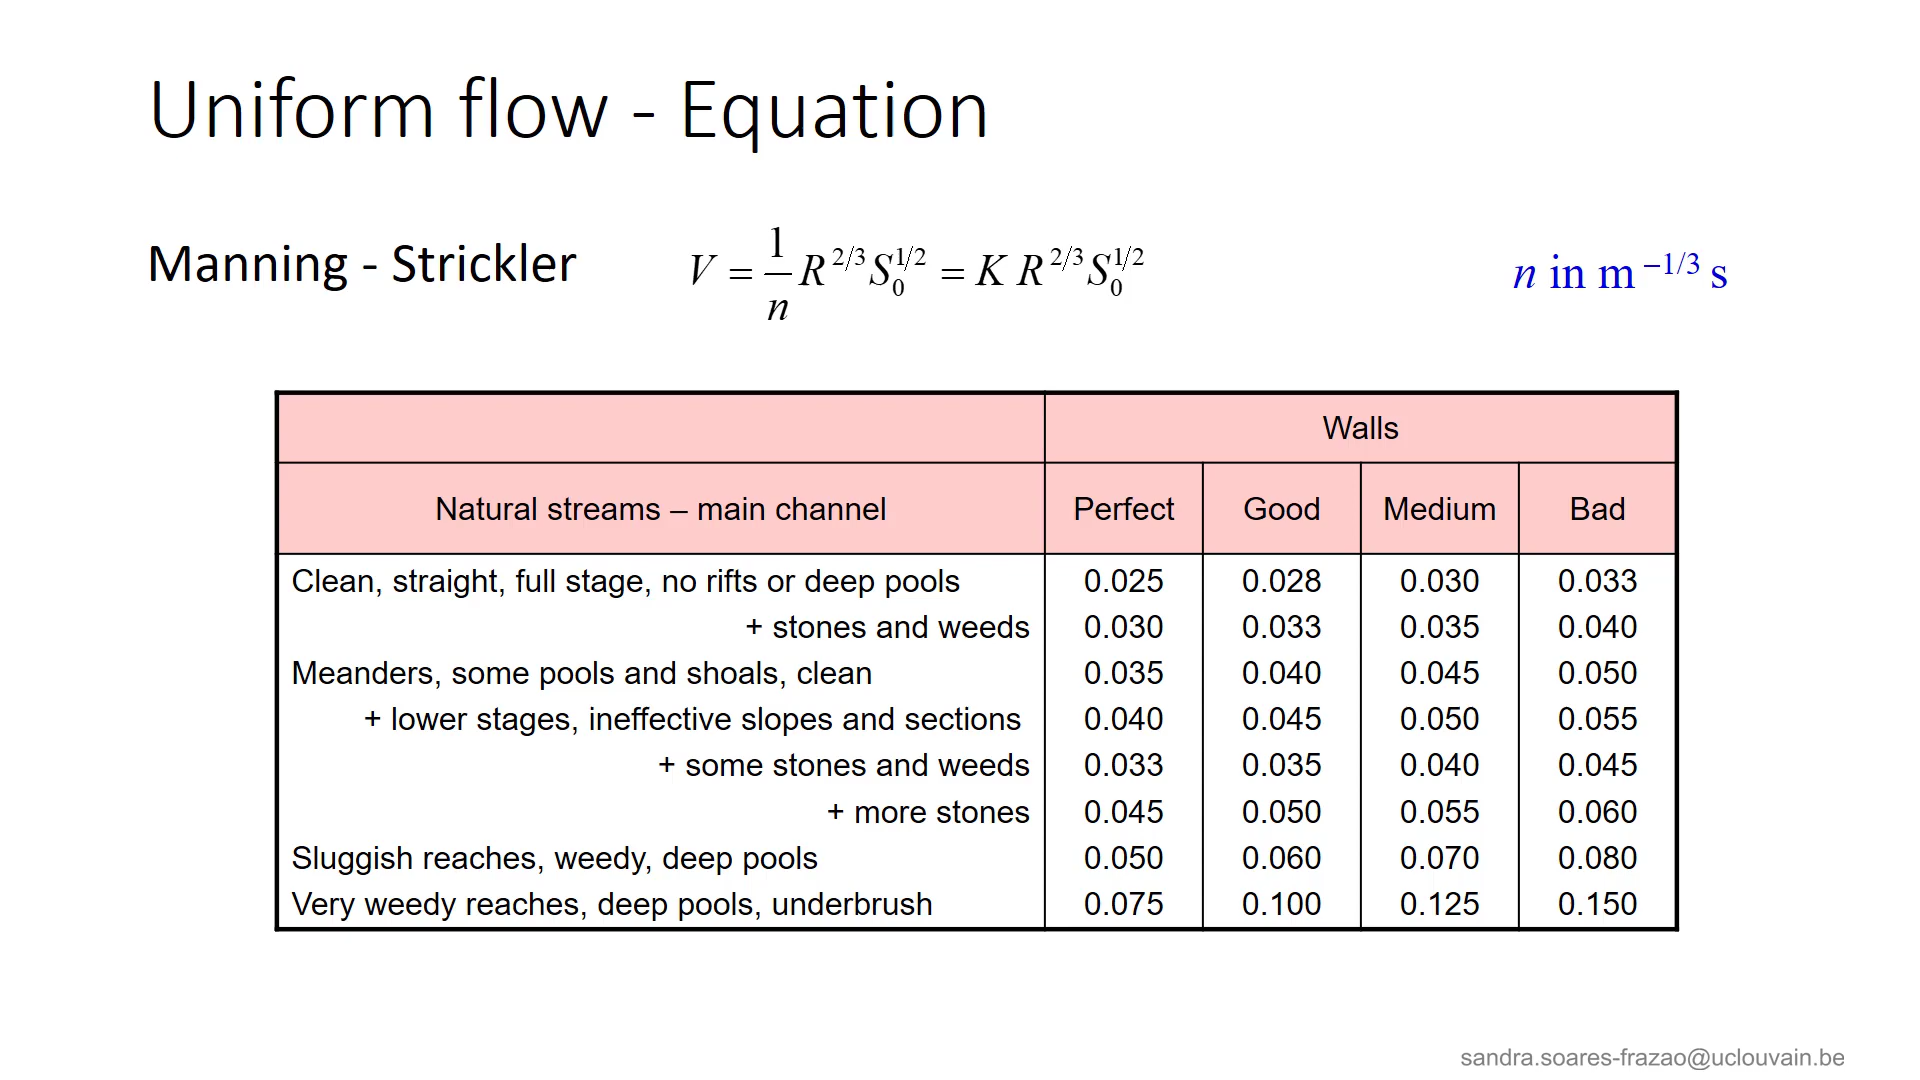 Uniform flow - Equation
Manning - Strickler V = 1/n R^{2/3} S_0^{1/2} = K R^{2/3} S_0^{1/2} n in m^{–1/3} s
Walls
Natural streams – main channel Perfect Good Medium Bad
Clean, straight, full stage, no rifts or deep pools 0.025 0.028 0.030 0.033
+ stones and weeds 0.030 0.033 0.035 0.040
Meanders, some pools and shoals, clean 0.035 0.040 0.045 0.050
+ lower stages, ineffective slopes and sections 0.040 0.045 0.050 0.055
+ some stones and weeds 0.033 0.035 0.040 0.045
+ more stones 0.045 0.050 0.055 0.060
Sluggish reaches, weedy, deep pools 0.050 0.060 0.070 0.080
Very weedy reaches, deep pools, underbrush 0.075 0.100 0.125 0.150
sandra.soares-frazao@uclouvain.be